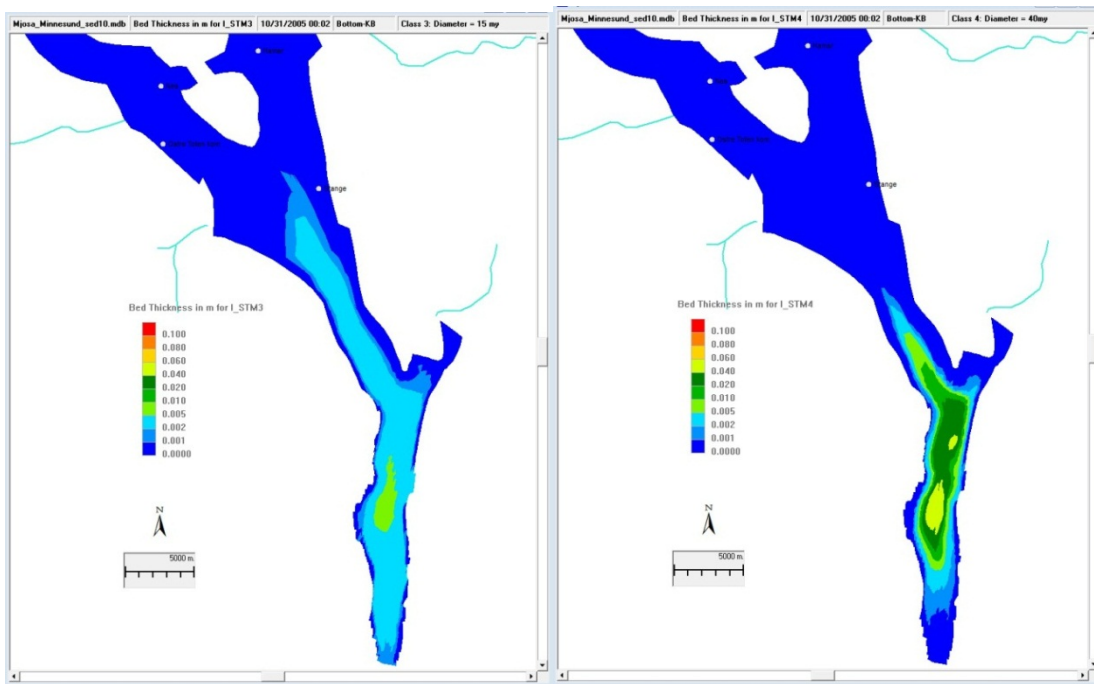 Mjosa_Minnesund_sed10.mdb Bed Thickness in m for I_STM3 10/31/2005 00:02 Bottom-KB Class 3: Diameter = 15 my
Bed Thickness in m for I_STM3
0.100
0.080
0.060
0.040
0.020
0.010
0.005
0.002
0.001
0.0000
N
5000 m.
Mjosa_Minnesund_sed10.mdb Bed Thickness in m for I_STM4 10/31/2005 00:02 Bottom-KB Class 4: Diameter = 40my
Bed Thickness in m for I_STM4
0.100
0.080
0.060
0.040
0.020
0.010
0.005
0.002
0.001
0.0000
N
5000 m.